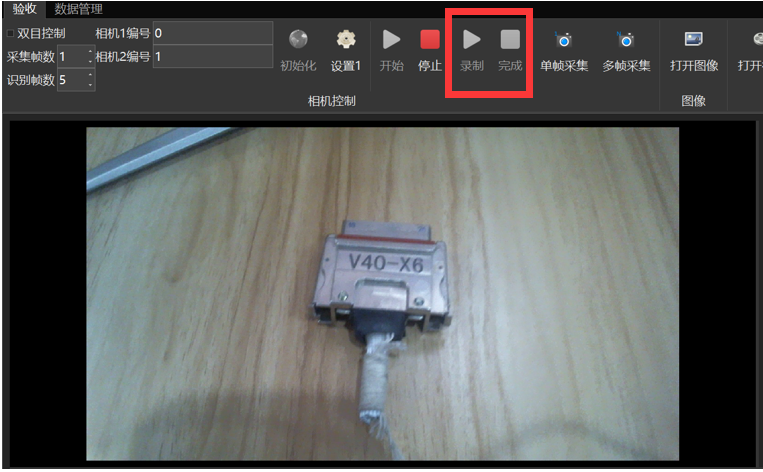 验收 数据管理
双目控制 相机1编号 0
采集帧数 1 相机2编号 1
识别帧数 5
初始化 设置1 开始 停止 录制 完成 单帧采集 多帧采集 打开图像 打开
相机控制 图像
V40-X6